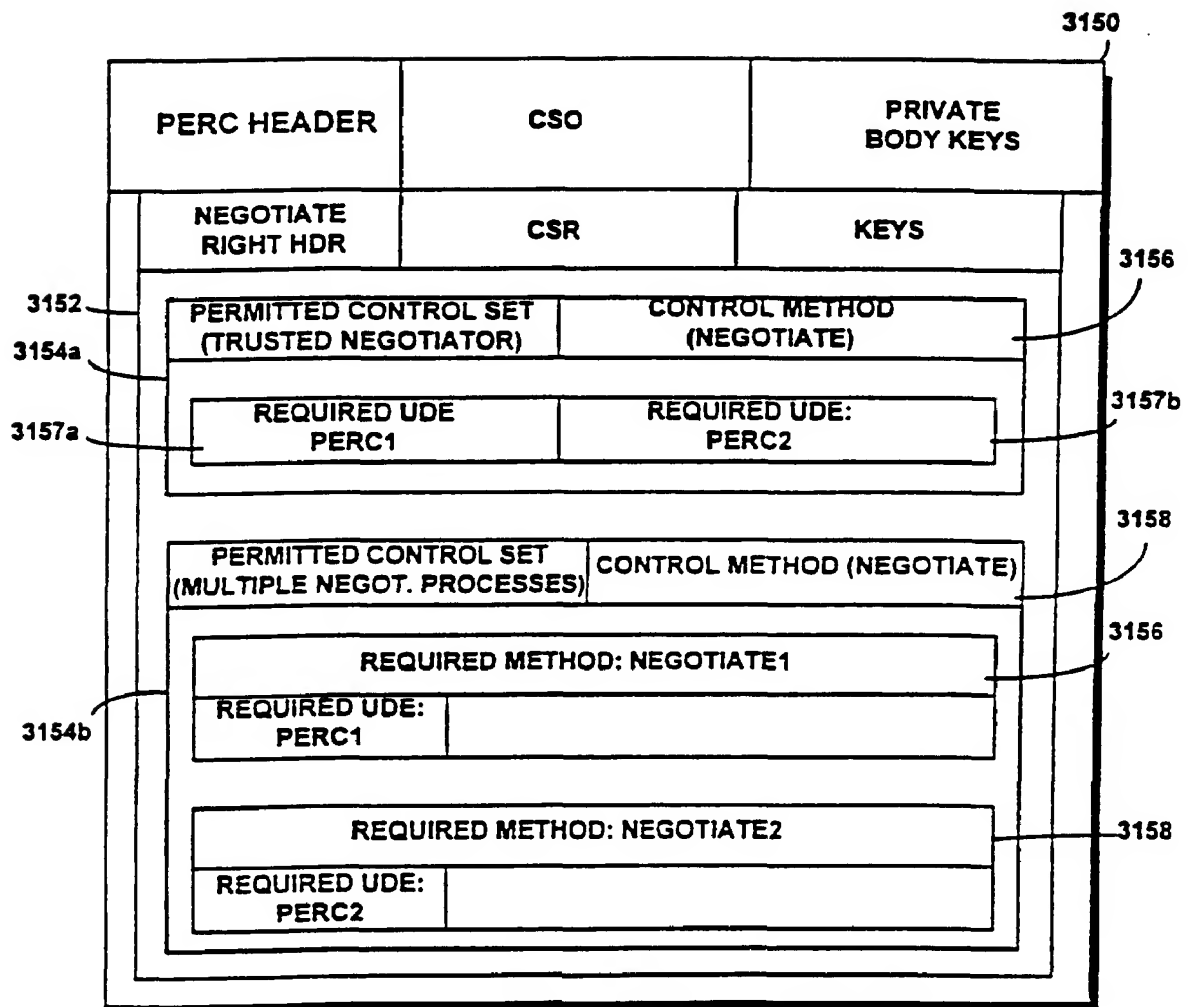 3150
PERC HEADER
CSO
PRIVATE
BODY KEYS
NEGOTIATE
RIGHT HDR
CSR
KEYS
3156
3152
PERMITTED CONTROL SET
(TRUSTED NEGOTIATOR)
CONTROL METHOD
(NEGOTIATE)
3154a
3157a
REQUIRED UDE
PERC1
REQUIRED UDE:
PERC2
3157b
3158
PERMITTED CONTROL SET
(MULTIPLE NEGOT. PROCESSES)
CONTROL METHOD (NEGOTIATE)
3156
REQUIRED METHOD: NEGOTIATE1
REQUIRED UDE:
PERC1
3154b
REQUIRED METHOD: NEGOTIATE2
3158
REQUIRED UDE:
PERC2